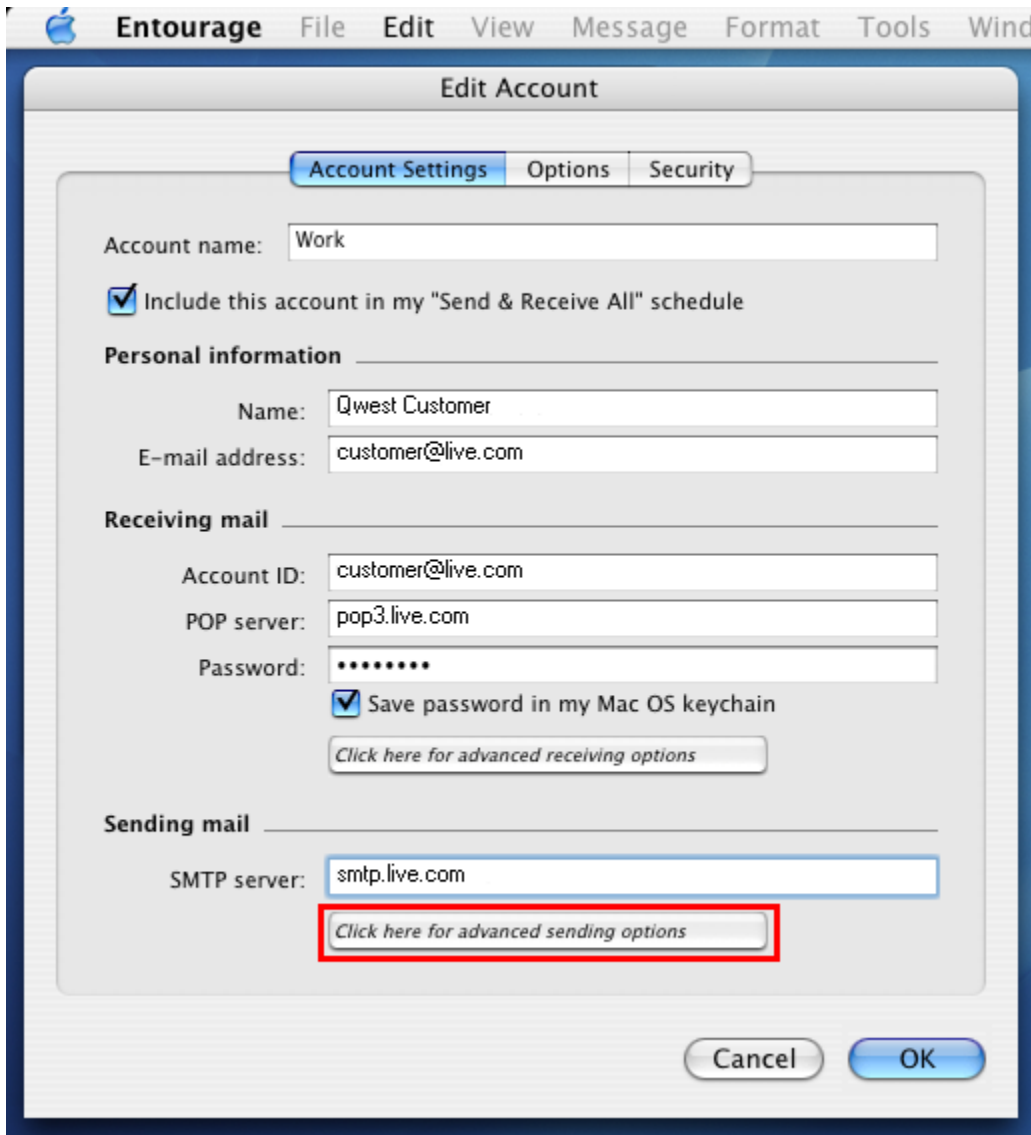 Entourage File Edit View Message Format Tools Wind
Edit Account
Account Settings Options Security
Account name: Work
Include this account in my "Send & Receive All" schedule
Personal information
Name: Qwest Customer
E-mail address: customer@live.com
Receiving mail
Account ID: customer@live.com
POP server: pop3.live.com
Password: ••••••••
Save password in my Mac OS keychain
Click here for advanced receiving options
Sending mail
SMTP server: smtp.live.com
Click here for advanced sending options
Cancel OK